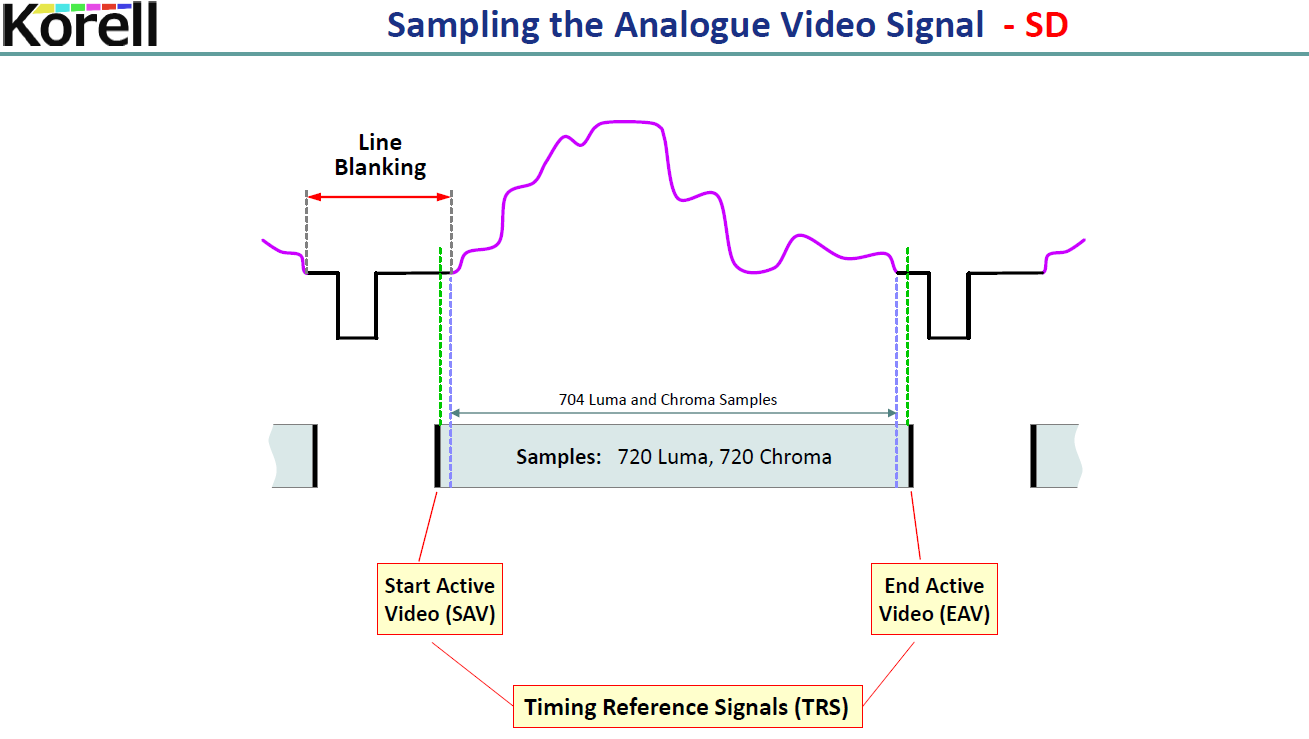 Korell
Sampling the Analogue Video Signal - SD
Line
Blanking
704 Luma and Chroma Samples
Samples: 720 Luma, 720 Chroma
Start Active
Video (SAV)
End Active
Video (EAV)
Timing Reference Signals (TRS)